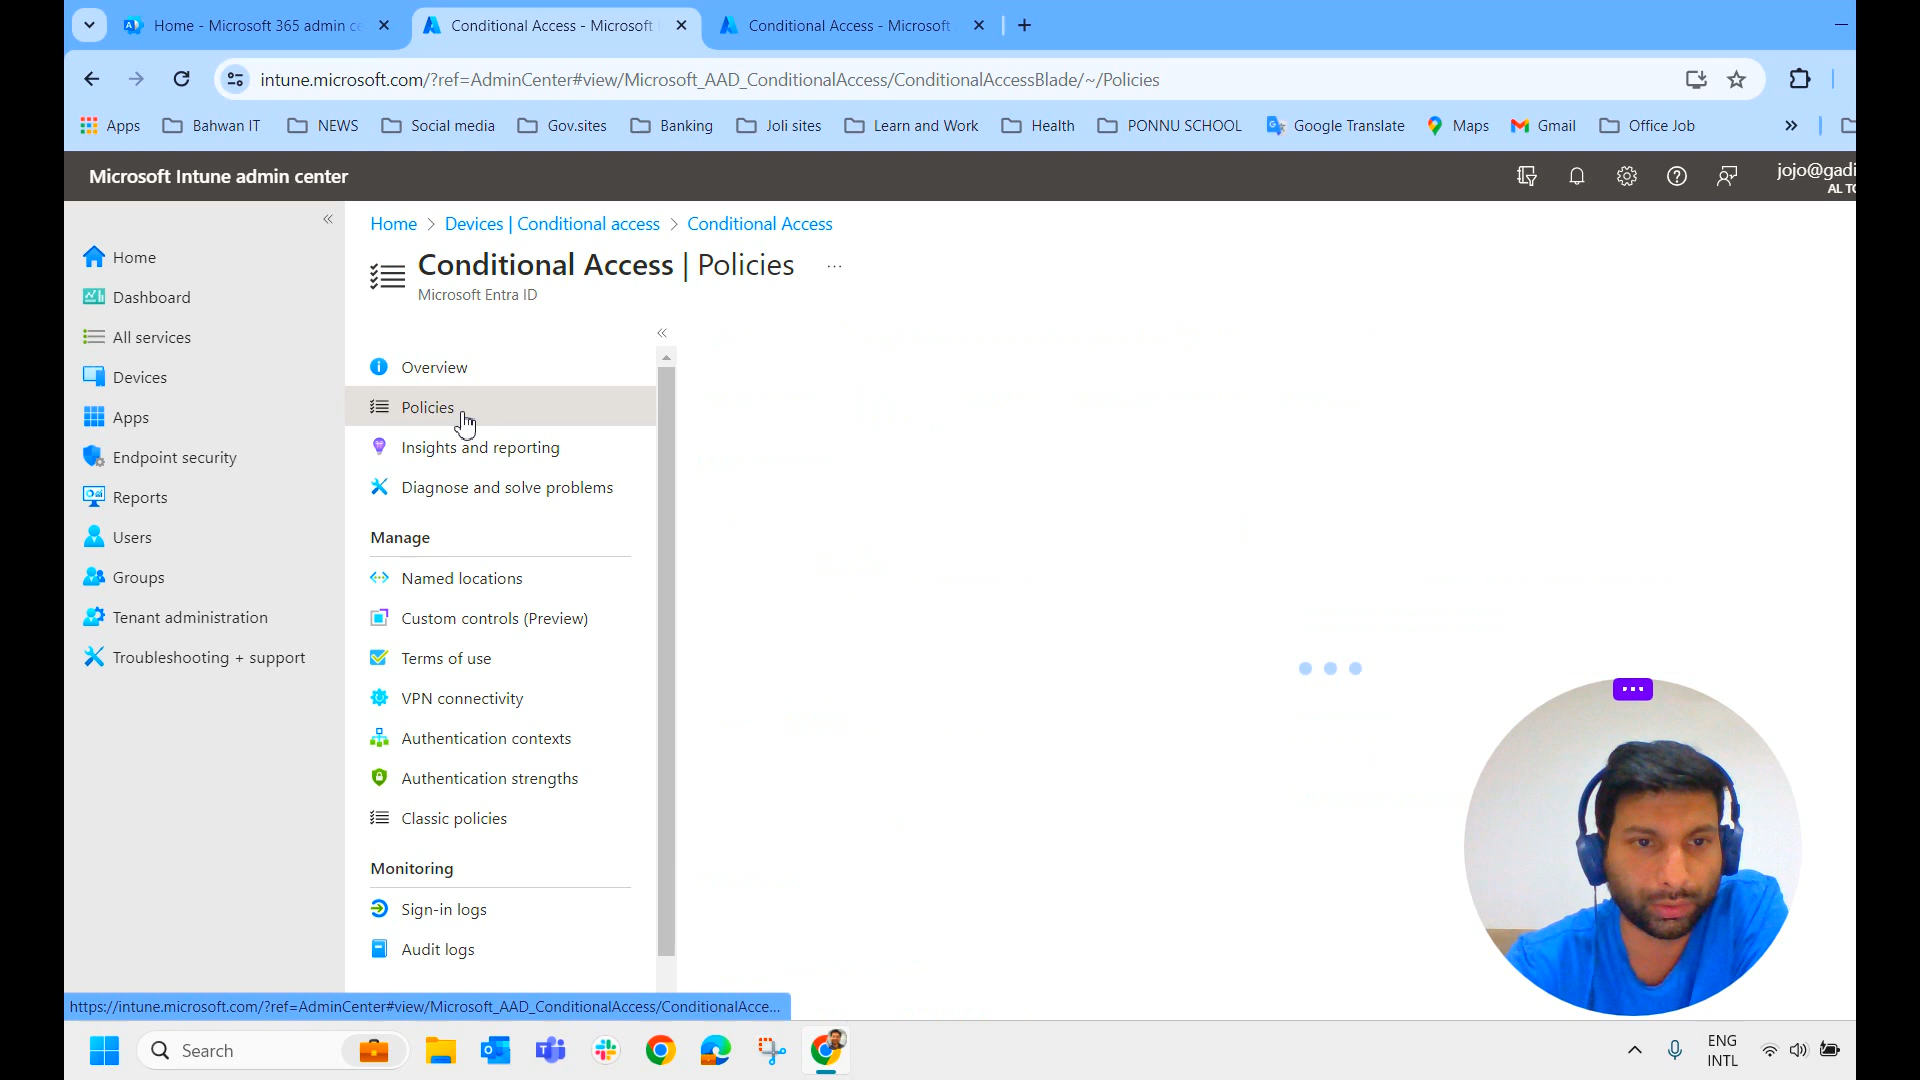 Home - Microsoft 365 admin ce
Conditional Access - Microsoft
Conditional Access - Microsoft
intune.microsoft.com/?ref=AdminCenter#view/Microsoft_AAD_ConditionalAccess/ConditionalAccessBlade/~/Policies
Apps
Bahwan IT
NEWS
Social media
Gov.sites
Banking
Joli sites
Learn and Work
Health
PONNU SCHOOL
Google Translate
Maps
Gmail
Office Job
Microsoft Intune admin center
jojo@gadi
AL TO
Home > Devices | Conditional access > Conditional Access
Conditional Access | Policies ...
Microsoft Entra ID
Home
Dashboard
All services
Devices
Apps
Endpoint security
Reports
Users
Groups
Tenant administration
Troubleshooting + support
Overview
Policies
Insights and reporting
Diagnose and solve problems
Manage
Named locations
Custom controls (Preview)
Terms of use
VPN connectivity
Authentication contexts
Authentication strengths
Classic policies
Monitoring
Sign-in logs
Audit logs
https://intune.microsoft.com/?ref=AdminCenter#view/Microsoft_AAD_ConditionalAccess/ConditionalAcce...
Search
ENG
INTL